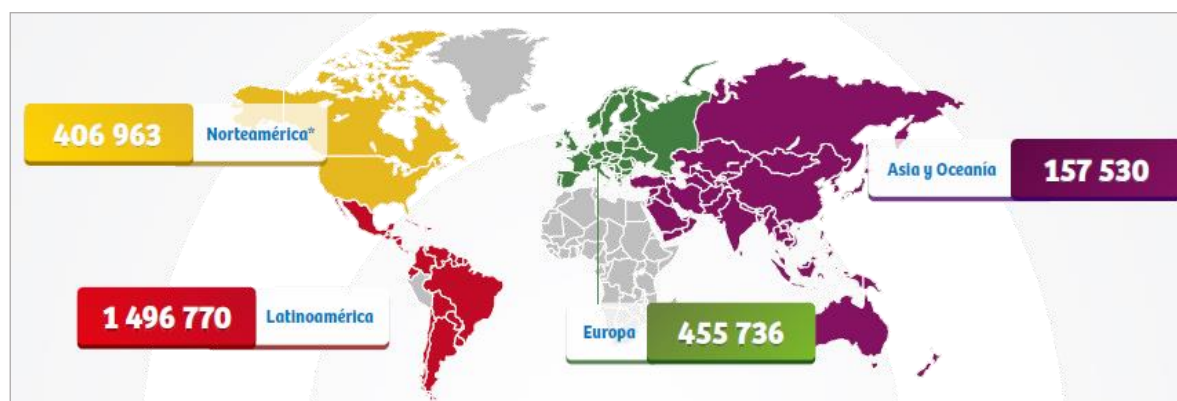 406 963 Norteamérica*
Asia y Oceanía 157 530
1 496 770 Latinoamérica
Europa 455 736